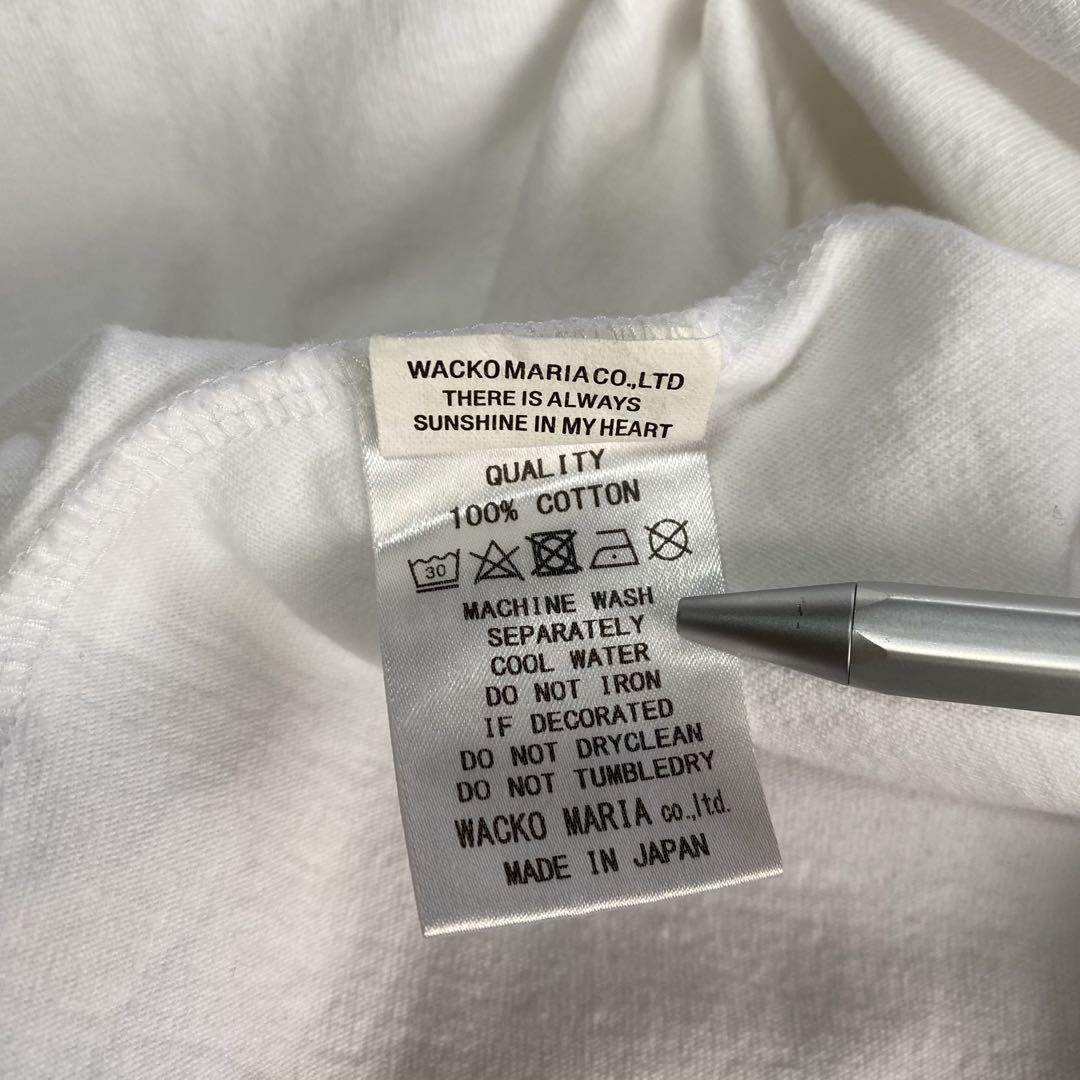 WACKO MARIA CO.,LTD
THERE IS ALWAYS
SUNSHINE IN MY HEART
QUALITY
100% COTTON
30
MACHINE WASH
SEPARATELY
COOL WATER
DO NOT IRON
IF DECORATED
DO NOT DRYCLEAN
DO NOT TUMBLEDRY
WACKO MARIA co.,ltd.
MADE IN JAPAN